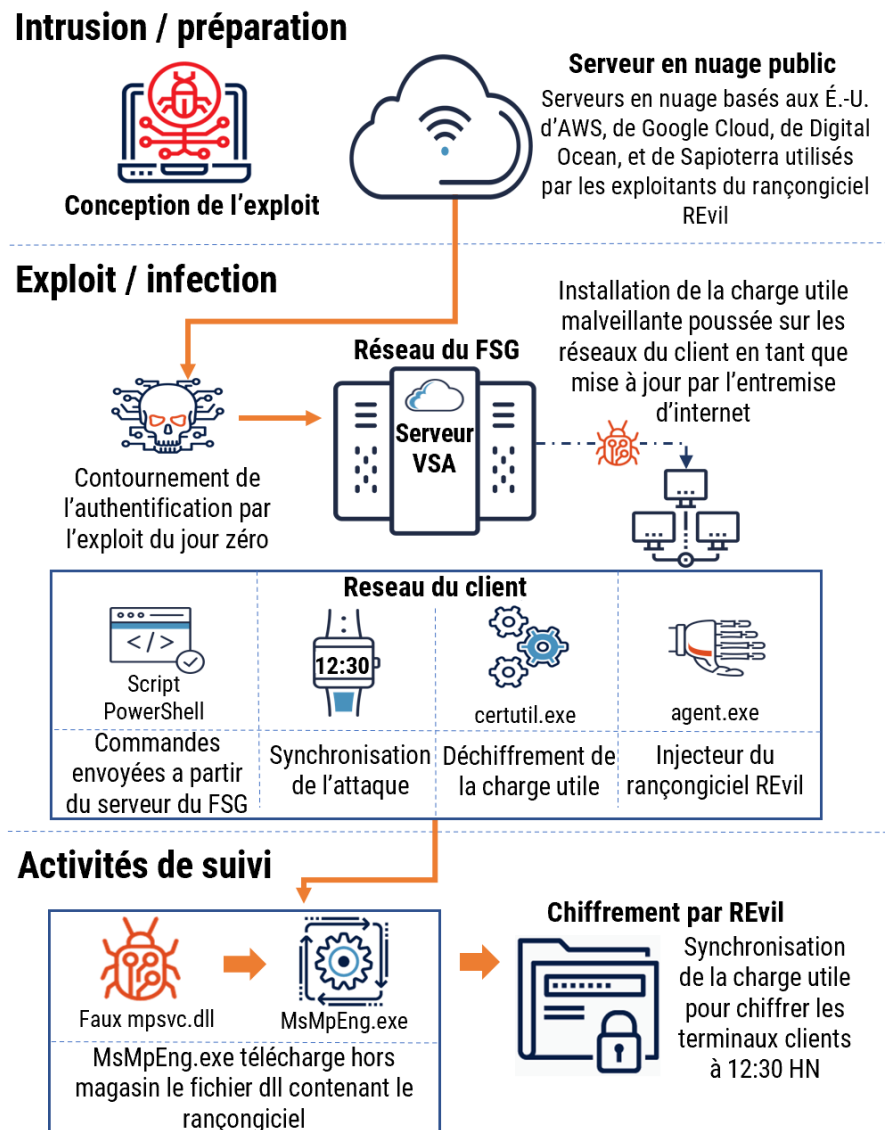 Intrusion / préparation
Conception de l’exploit
Serveur en nuage public
Serveurs en nuage basés aux É.-U.
d’AWS, de Google Cloud, de Digital
Ocean, et de Sapioterra utilisés
par les exploitants du rançongiciel
REvil
Exploit / infection
Contournement de
l’authentification par
l’exploit du jour zéro
Réseau du FSG
Serveur
VSA
Installation de la charge utile
malveillante poussée sur les
réseaux du client en tant que
mise à jour par l’entremise
d’internet
Reseau du client
</>
Script
PowerShell
Commandes
envoyées a partir
du serveur du FSG
12:30
Synchronisation
de l’attaque
certutil.exe
Déchiffrement de
la charge utile
agent.exe
Injecteur du
rançongiciel REvil
Activités de suivi
Faux mpsvc.dll
MsMpEng.exe
MsMpEng.exe télécharge hors
magasin le fichier dll contenant le
rançongiciel
Chiffrement par REvil
Synchronisation
de la charge utile
pour chiffrer les
terminaux clients
à 12:30 HN